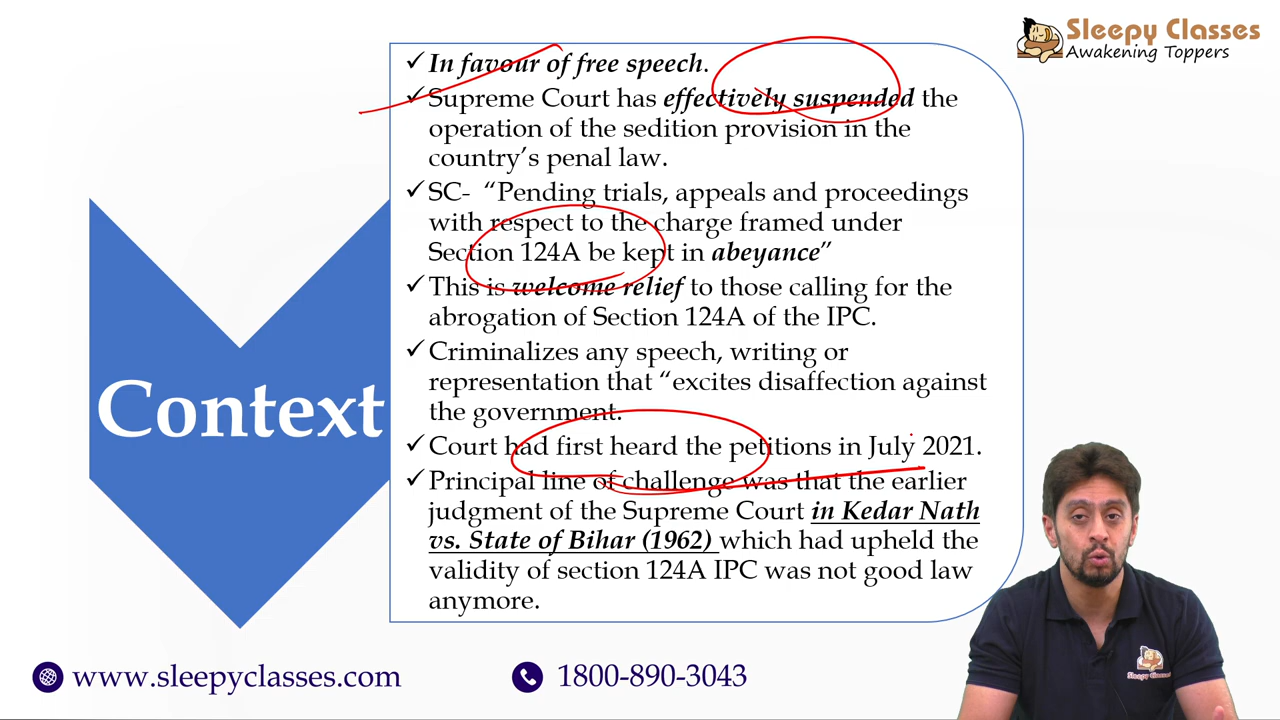 Sleepy Classes
Awakening Toppers
✓ In favour of free speech.
✓ Supreme Court has effectively suspended the
operation of the sedition provision in the
country’s penal law.
✓ SC- “Pending trials, appeals and proceedings
with respect to the charge framed under
Section 124A be kept in abeyance”
✓ This is welcome relief to those calling for the
abrogation of Section 124A of the IPC.
✓ Criminalizes any speech, writing or
representation that “excites disaffection against
the government.
✓ Court had first heard the petitions in July 2021.
✓ Principal line of challenge was that the earlier
judgment of the Supreme Court in Kedar Nath
vs. State of Bihar (1962) which had upheld the
validity of section 124A IPC was not good law
anymore.
Context
www.sleepyclasses.com
1800-890-3043
Sleepy Classes